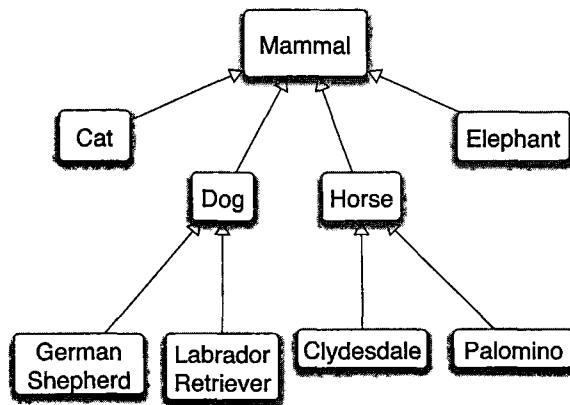 Mammal
Cat
Elephant
Dog
Horse
German
Shepherd
Labrador
Retriever
Clydesdale
Palomino